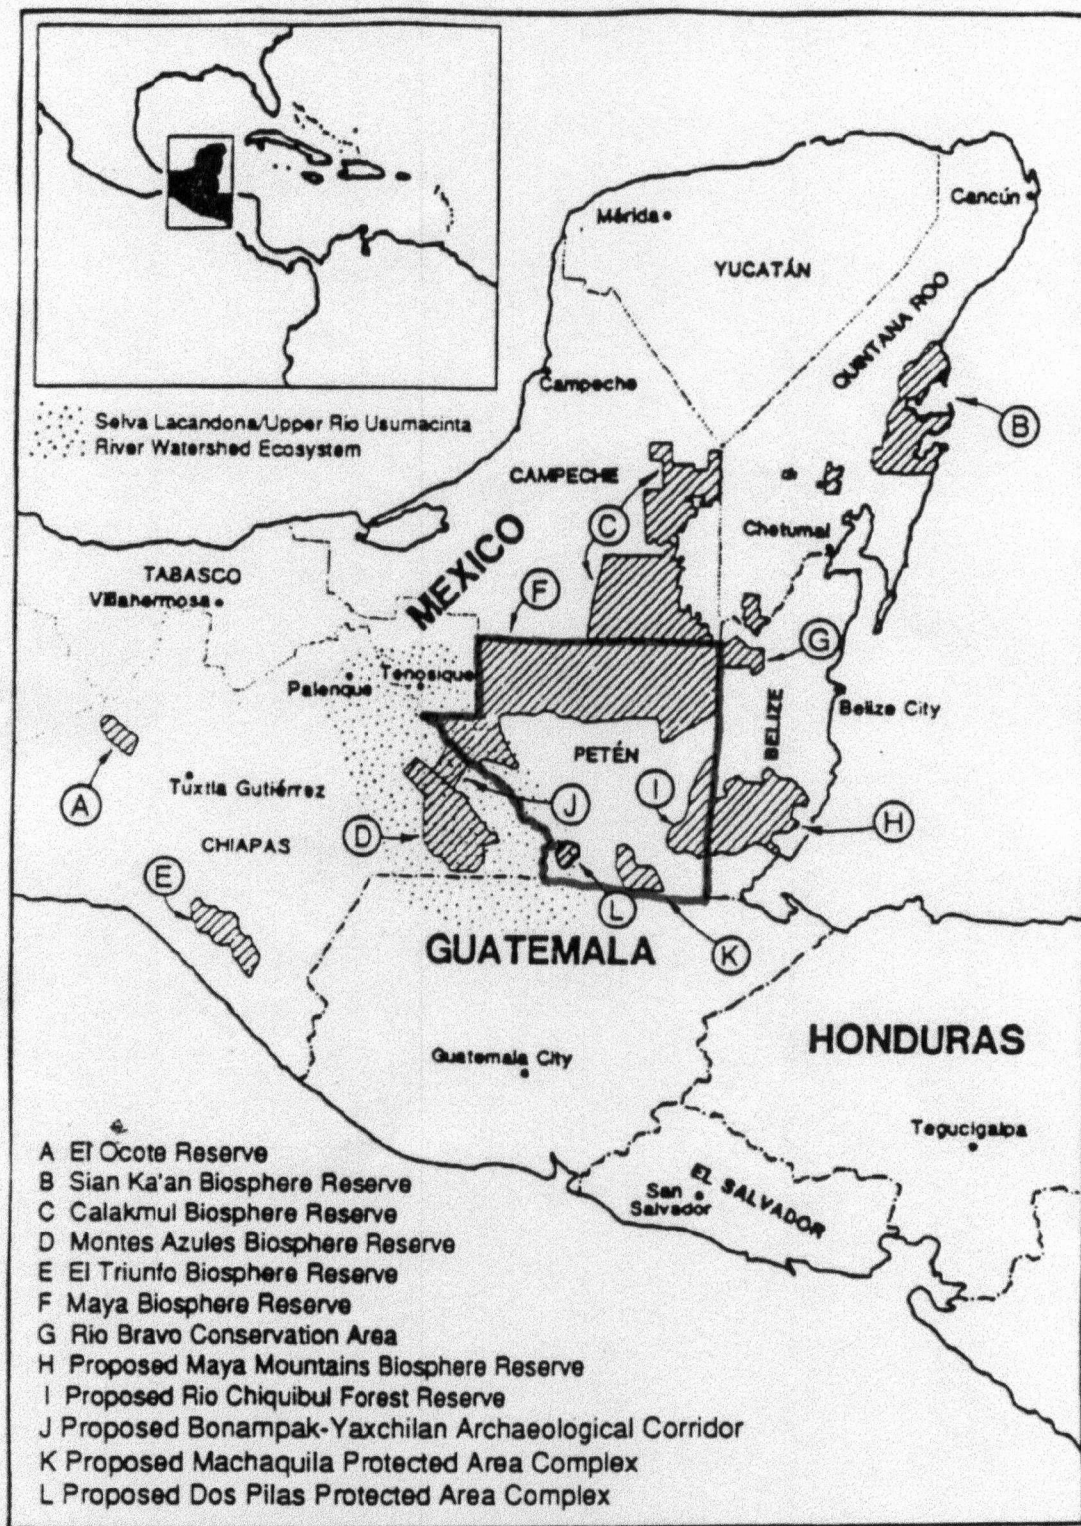 Mérida
Cancún
YUCATÁN
QUINTANA ROO
Campeche
Selva Lacandona/Upper Rio Usumacinta
River Watershed Ecosystem
B
CAMPECHE
C
Chetumal
MEXICO
TABASCO
Villahermosa
F
G
Palenque
Tenosique
BELIZE
Belize City
PETÉN
A
Tuxtla Gutiérrez
J
I
H
D
CHIAPAS
E
L
K
GUATEMALA
HONDURAS
Guatemala City
Tegucigalpa
EL SALVADOR
San
Salvador
A El Ocote Reserve
B Sian Ka'an Biosphere Reserve
C Calakmul Biosphere Reserve
D Montes Azules Biosphere Reserve
E El Triunfo Biosphere Reserve
F Maya Biosphere Reserve
G Rio Bravo Conservation Area
H Proposed Maya Mountains Biosphere Reserve
I Proposed Rio Chiquibul Forest Reserve
J Proposed Bonampak-Yaxchilan Archaeological Corridor
K Proposed Machaquila Protected Area Complex
L Proposed Dos Pilas Protected Area Complex